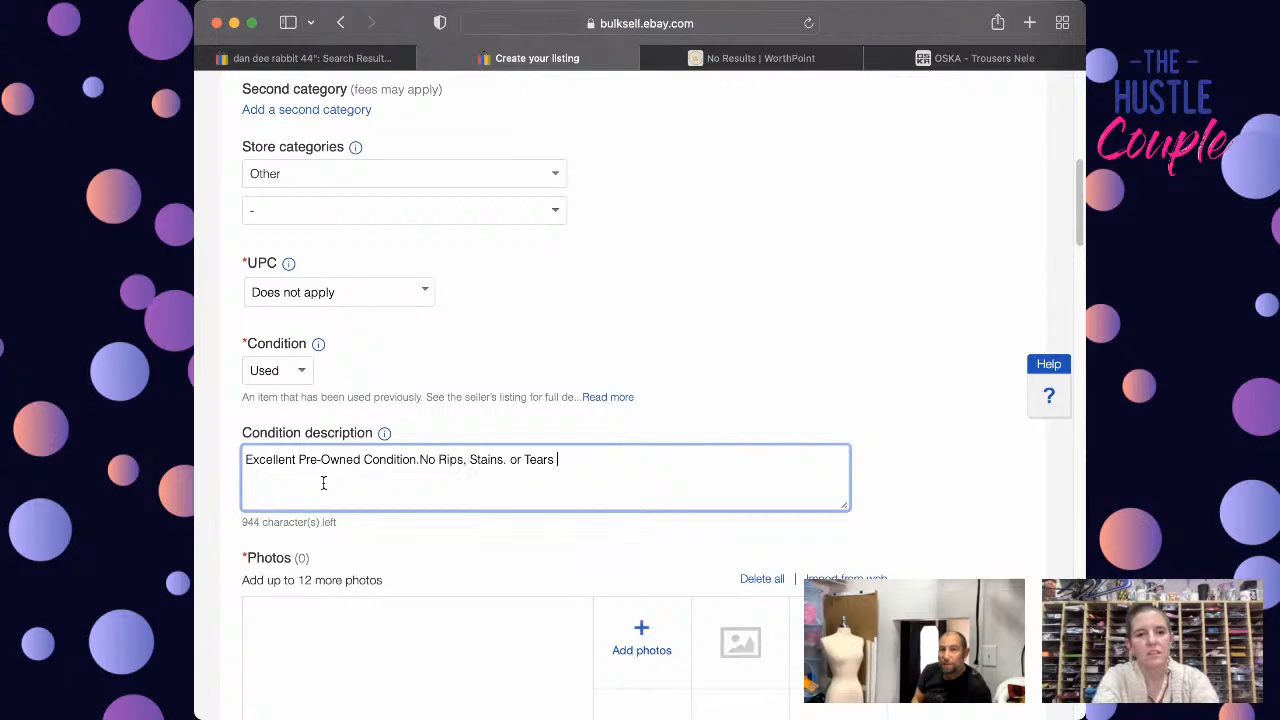 bulksell.ebay.com
dan dee rabbit 44": Search Result...
Create your listing
No Results | WorthPoint
OSKA - Trousers Nele
-THE-
HUSTLE
Couple
Second category (fees may apply)
Add a second category
Store categories
Other
-
*UPC
Does not apply
*Condition
Used
Help
?
An item that has been used previously. See the seller's listing for full de...Read more
Condition description
Excellent Pre-Owned Condition.No Rips, Stains. or Tears
944 character(s) left
*Photos (0)
Add up to 12 more photos
Delete all | Import from web
+
Add photos